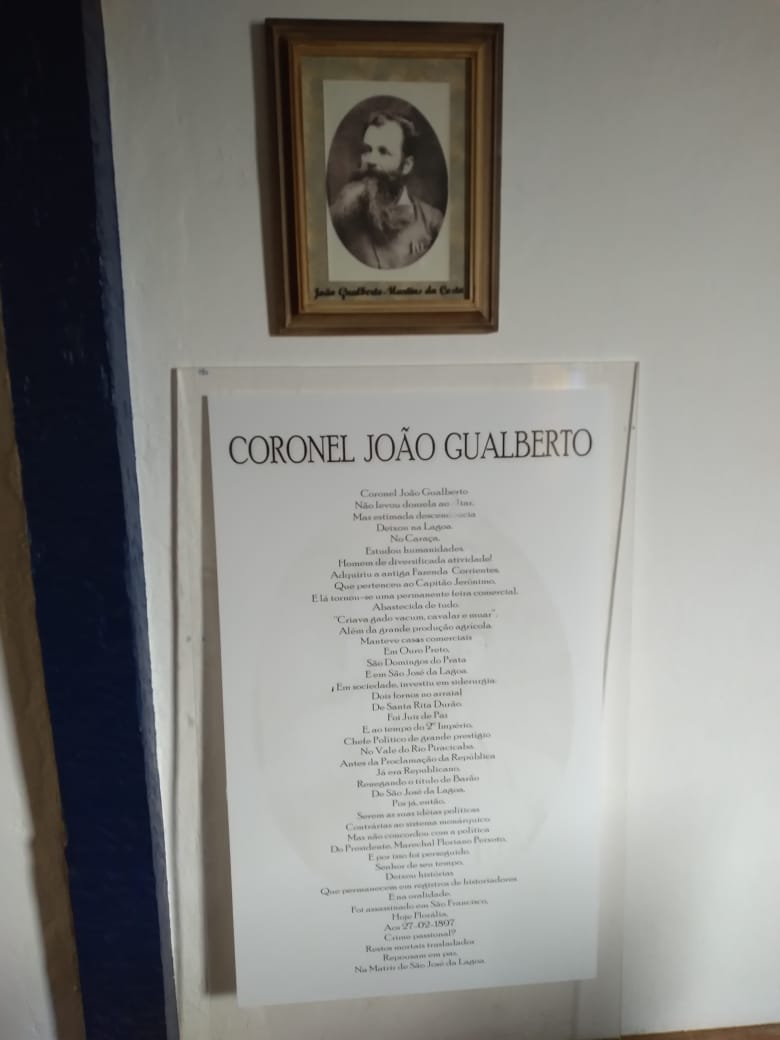 João Gualberto Martins da Costa
CORONEL JOÃO GUALBERTO
Coronel João Gualberto
Não levou donzela ao altar,
Mas estimada descendência
Deixou na Lagoa.
No Caraça,
Estudou humanidades.
Homem de diversificada atividade!
Adquiriu a antiga Fazenda Corrientes,
Que pertenceu ao Capitão Jerônimo,
E lá tornou-se uma permanente feira comercial,
Abastecida de tudo.
"Criava gado vacum, cavalar e muar".
Além da grande produção agrícola.
Manteve casas comerciais
Em Ouro Preto,
São Domingos do Prata
E em São José da Lagoa.
Em sociedade, investiu em siderurgia:
Dois fornos no arraial
De Santa Rita Durão.
Foi Juiz de Paz
E ao tempo do 2º Império,
Chefe Político de grande prestígio
No Vale do Rio Piracicaba.
Antes da Proclamação da República
Já era Republicano,
Renegando o título de Barão
De São José da Lagoa,
Por já, então,
Serem as suas idéias políticas
Contrárias ao sistema monárquico
Mas não concordou com a política
Do Presidente, Marechal Floriano Peixoto,
E por isso foi perseguido.
Senhor de seu tempo,
Deixou histórias
Que permanecem em registros de historiadores
E na oralidade.
Foi assassinado em São Francisco,
Hoje Florália,
Aos 27-02-1897
Crime passional?
Restos mortais trasladados
Repousam em paz,
Na Matriz de São José da Lagoa.